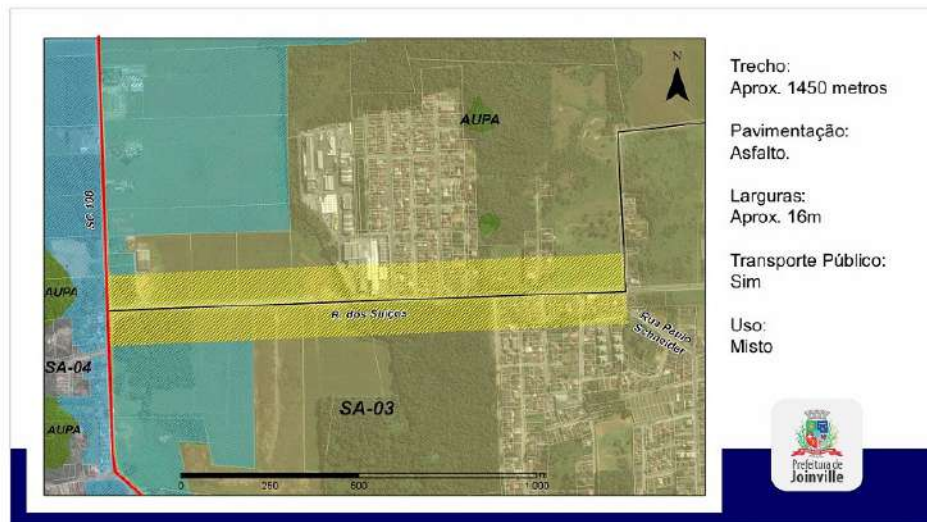 N
AUPA
SC 108
AUPA
R. dos Suíços
Rua Paulo
Schneider
SA-04
SA-03
AUPA
0
250
500
1.000
m
Trecho:
Aprox. 1450 metros
Pavimentação:
Asfalto.
Larguras:
Aprox. 16m
Transporte Público:
Sim
Uso:
Misto
Prefeitura de
Joinville